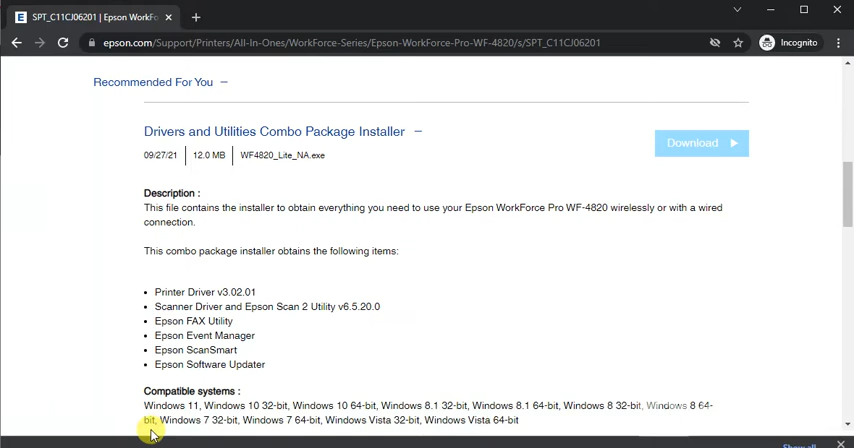 SPT_C11CJ06201 | Epson WorkFo
epson.com/Support/Printers/All-In-Ones/WorkForce-Series/Epson-WorkForce-Pro-WF-4820/s/SPT_C11CJ06201
Incognito
Recommended For You –
Drivers and Utilities Combo Package Installer –
Download
09/27/21 | 12.0 MB | WF4820_Lite_NA.exe
Description :
This file contains the installer to obtain everything you need to use your Epson WorkForce Pro WF-4820 wirelessly or with a wired
connection.
This combo package installer obtains the following items:
• Printer Driver v3.02.01
• Scanner Driver and Epson Scan 2 Utility v6.5.20.0
• Epson FAX Utility
• Epson Event Manager
• Epson ScanSmart
• Epson Software Updater
Compatible systems :
Windows 11, Windows 10 32-bit, Windows 10 64-bit, Windows 8.1 32-bit, Windows 8.1 64-bit, Windows 8 32-bit, Windows 8 64-
bit, Windows 7 32-bit, Windows 7 64-bit, Windows Vista 32-bit, Windows Vista 64-bit
Show all